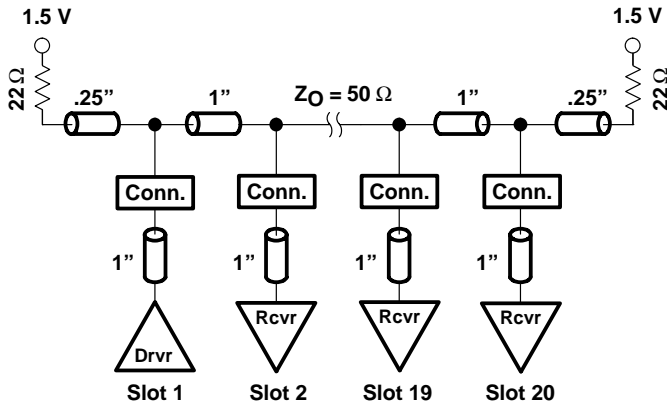 1.5 V 1.5 V
22 Ω .25” 1” ZO = 50 Ω 1” .25” 22 Ω
Conn. Conn. Conn. Conn.
1” 1” 1” 1”
Drvr Rcvr Rcvr Rcvr
Slot 1 Slot 2 Slot 19 Slot 20